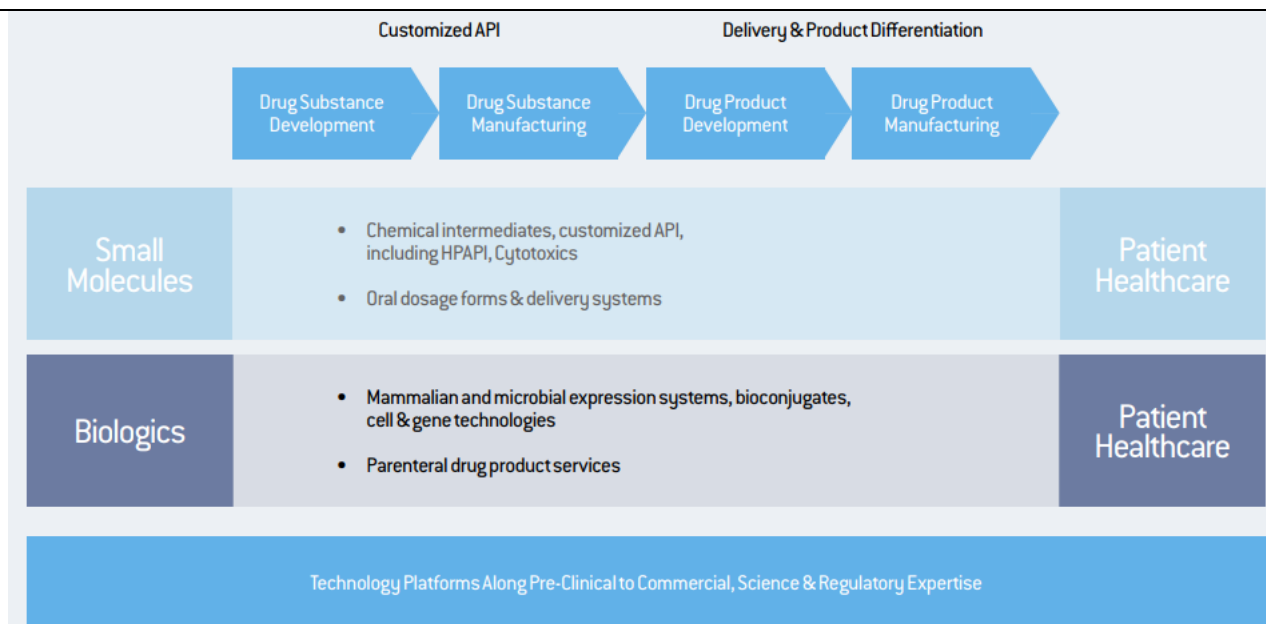 Customized API
Delivery & Product Differentiation
Drug Substance
Development
Drug Substance
Manufacturing
Drug Product
Development
Drug Product
Manufacturing
Small
Molecules
• Chemical intermediates, customized API,
including HPAPI, Cytotoxics
• Oral dosage forms & delivery systems
Patient
Healthcare
Biologics
• Mammalian and microbial expression systems, bioconjugates,
cell & gene technologies
• Parenteral drug product services
Patient
Healthcare
Technology Platforms Along Pre-Clinical to Commercial, Science & Regulatory Expertise